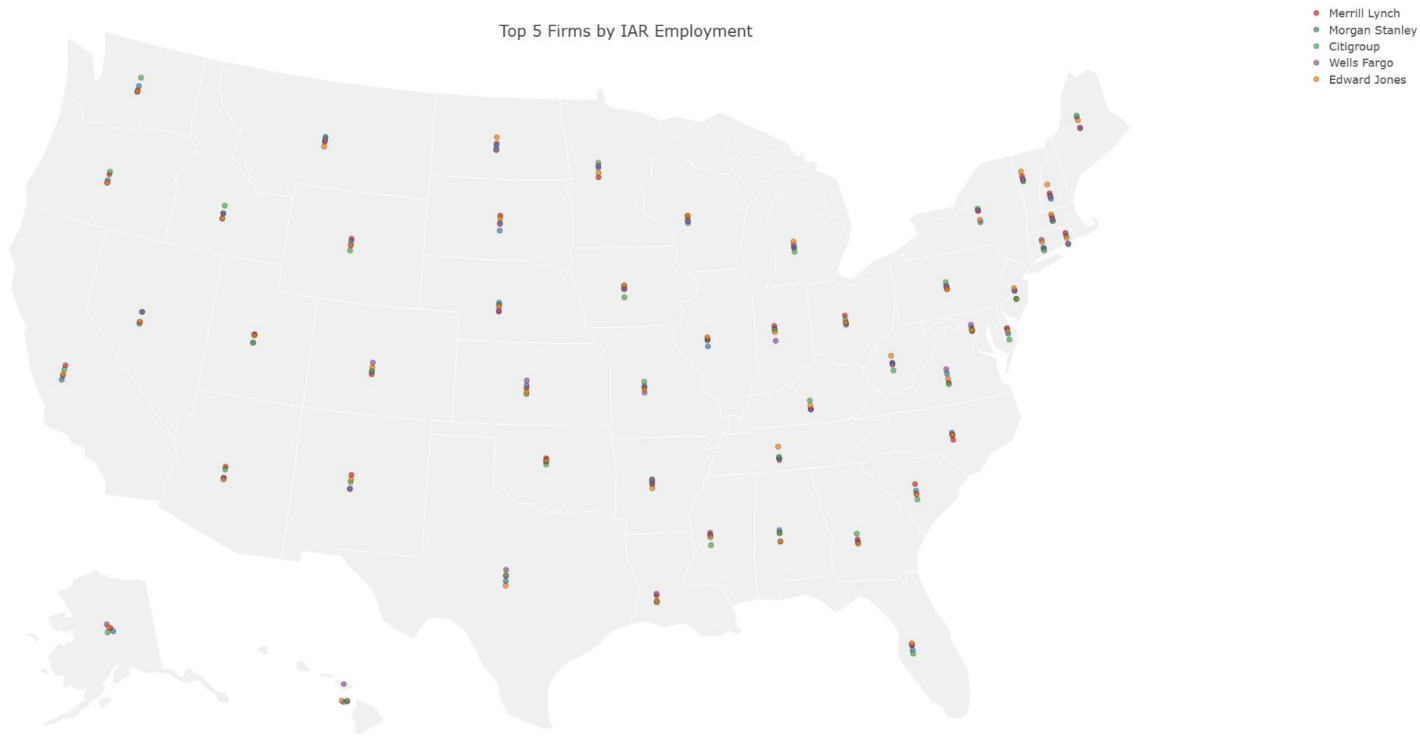 Top 5 Firms by IAR Employment
Merrill Lynch
Morgan Stanley
Citigroup
Wells Fargo
Edward Jones